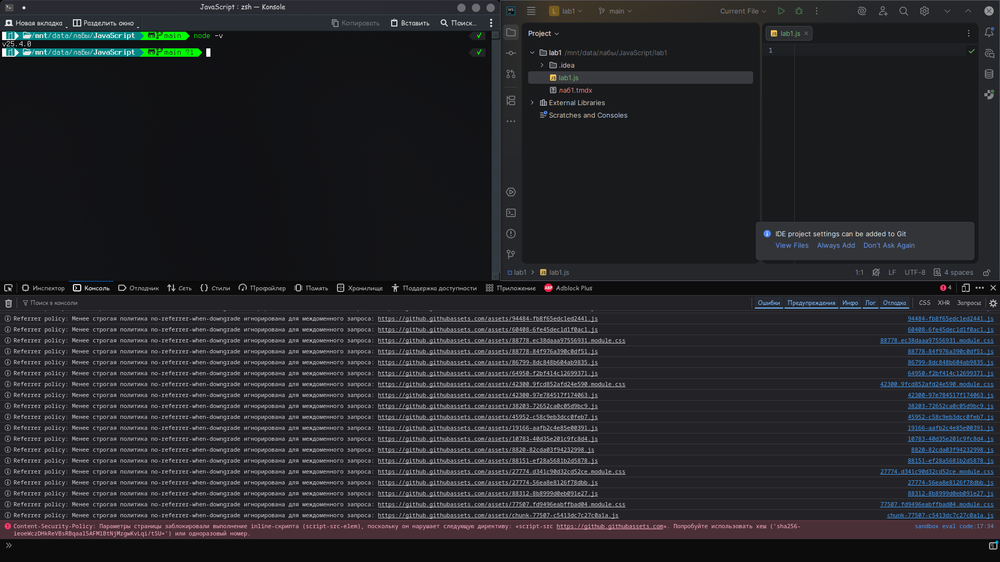 JavaScript : zsh — Konsole
Новая вкладка
Разделить окно
Копировать
Вставить
Поиск...
/mnt/data/лабы/JavaScript main node -v
v25.4.0
/mnt/data/лабы/JavaScript main ?1
WS
L lab1
main
Current File
Project
lab1 /mnt/data/лабы/JavaScript/lab1
.idea
JS lab1.js
? лаб1.tmdx
External Libraries
Scratches and Consoles
JS lab1.js
1
IDE project settings can be added to Git
View Files Always Add Don't Ask Again
lab1 > JS lab1.js
1:1 LF UTF-8 4 spaces
Инспектор Консоль Отладчик Сеть Стили Профайлер Память Хранилище Поддержка доступности Приложение ABP Adblock Plus 4
Поиск в консоли
Ошибки Предупреждения Инфо Лог Отладка CSS XHR Запросы
Referrer policy: Менее строгая политика no-referrer-when-downgrade игнорирована для междоменного запроса: https://github.githubassets.com/assets/94484-fb8f65edc1ed2441.js 94484-fb8f65edc1ed2441.js
Referrer policy: Менее строгая политика no-referrer-when-downgrade игнорирована для междоменного запроса: https://github.githubassets.com/assets/60408-6fe45dec1d1f0ac1.js 60408-6fe45dec1d1f0ac1.js
Referrer policy: Менее строгая политика no-referrer-when-downgrade игнорирована для междоменного запроса: https://github.githubassets.com/assets/88778.ec38daaa97556931.module.css 88778.ec38daaa97556931.module.css
Referrer policy: Менее строгая политика no-referrer-when-downgrade игнорирована для междоменного запроса: https://github.githubassets.com/assets/88778-84f976a390c0df51.js 88778-84f976a390c0df51.js
Referrer policy: Менее строгая политика no-referrer-when-downgrade игнорирована для междоменного запроса: https://github.githubassets.com/assets/86799-8dc848b604ab9835.js 86799-8dc848b604ab9835.js
Referrer policy: Менее строгая политика no-referrer-when-downgrade игнорирована для междоменного запроса: https://github.githubassets.com/assets/64950-f2bf414c12699371.js 64950-f2bf414c12699371.js
Referrer policy: Менее строгая политика no-referrer-when-downgrade игнорирована для междоменного запроса: https://github.githubassets.com/assets/42300.9fcd852afd24e590.module.css 42300.9fcd852afd24e590.module.css
Referrer policy: Менее строгая политика no-referrer-when-downgrade игнорирована для междоменного запроса: https://github.githubassets.com/assets/42300-97e784517f174063.js 42300-97e784517f174063.js
Referrer policy: Менее строгая политика no-referrer-when-downgrade игнорирована для междоменного запроса: https://github.githubassets.com/assets/38203-72652ca0c05d9bc9.js 38203-72652ca0c05d9bc9.js
Referrer policy: Менее строгая политика no-referrer-when-downgrade игнорирована для междоменного запроса: https://github.githubassets.com/assets/45952-c58c9eb3dcc0feb7.js 45952-c58c9eb3dcc0feb7.js
Referrer policy: Менее строгая политика no-referrer-when-downgrade игнорирована для междоменного запроса: https://github.githubassets.com/assets/19166-aafb2c4e85e00391.js 19166-aafb2c4e85e00391.js
Referrer policy: Менее строгая политика no-referrer-when-downgrade игнорирована для междоменного запроса: https://github.githubassets.com/assets/10783-40d35e201c9fc8d4.js 10783-40d35e201c9fc8d4.js
Referrer policy: Менее строгая политика no-referrer-when-downgrade игнорирована для междоменного запроса: https://github.githubassets.com/assets/8820-82cda03f94232998.js 8820-82cda03f94232998.js
Referrer policy: Менее строгая политика no-referrer-when-downgrade игнорирована для междоменного запроса: https://github.githubassets.com/assets/88151-ef28a5681b2d5878.js 88151-ef28a5681b2d5878.js
Referrer policy: Менее строгая политика no-referrer-when-downgrade игнорирована для междоменного запроса: https://github.githubassets.com/assets/27774.d341c90d32cd52ce.module.css 27774.d341c90d32cd52ce.module.css
Referrer policy: Менее строгая политика no-referrer-when-downgrade игнорирована для междоменного запроса: https://github.githubassets.com/assets/27774-56ea8e8126f78dbb.js 27774-56ea8e8126f78dbb.js
Referrer policy: Менее строгая политика no-referrer-when-downgrade игнорирована для междоменного запроса: https://github.githubassets.com/assets/88312-8b8999d0eb091e27.js 88312-8b8999d0eb091e27.js
Referrer policy: Менее строгая политика no-referrer-when-downgrade игнорирована для междоменного запроса: https://github.githubassets.com/assets/77507.fd9496eabffbad04.module.css 77507.fd9496eabffbad04.module.css
Referrer policy: Менее строгая политика no-referrer-when-downgrade игнорирована для междоменного запроса: https://github.githubassets.com/assets/chunk-77507-c5413dc7c27c0a1a.js chunk-77507-c5413dc7c27c0a1a.js
Content-Security-Policy: Параметры страницы заблокировали выполнение inline-скрипта (script-src-elem), поскольку он нарушает следующую директиву: «script-src https://github.githubassets.com». Попробуйте использовать хеш ('sha256- sandbox eval code:17:34
ieoeWczDHkReVBsRBqaal5AFMlBtNjMzgwKvLqi/tSU=') или одноразовый номер.